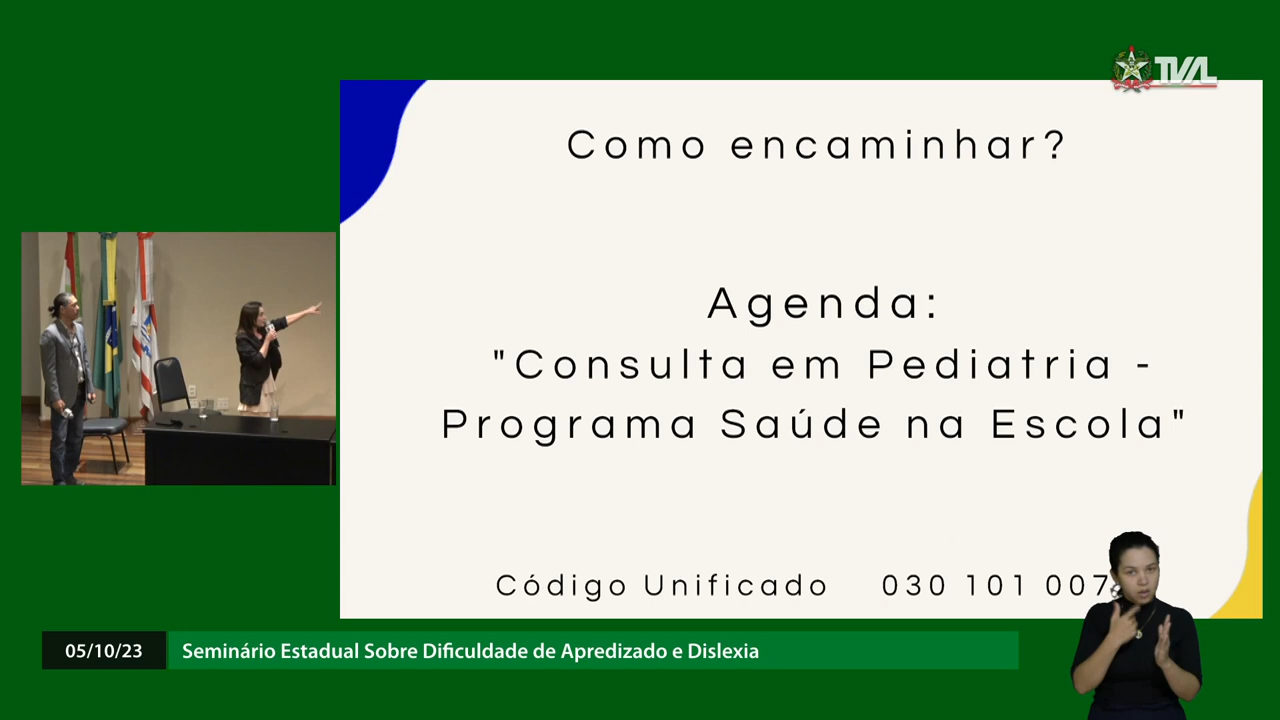 TVAL
Como encaminhar?
Agenda:
"Consulta em Pediatria -
Programa Saúde na Escola"
Código Unificado 030 101 007
05/10/23 Seminário Estadual Sobre Dificuldade de Apredizado e Dislexia